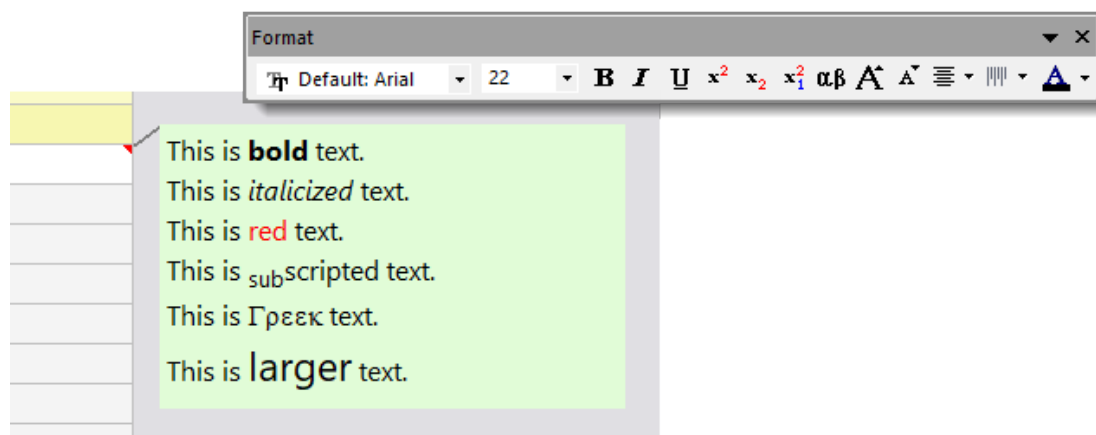 Format
Default: Arial 22 B I U x² x₂ x₁² αβ A A A
This is bold text.
This is italicized text.
This is red text.
This is subscripted text.
This is Γρεεκ text.
This is larger text.